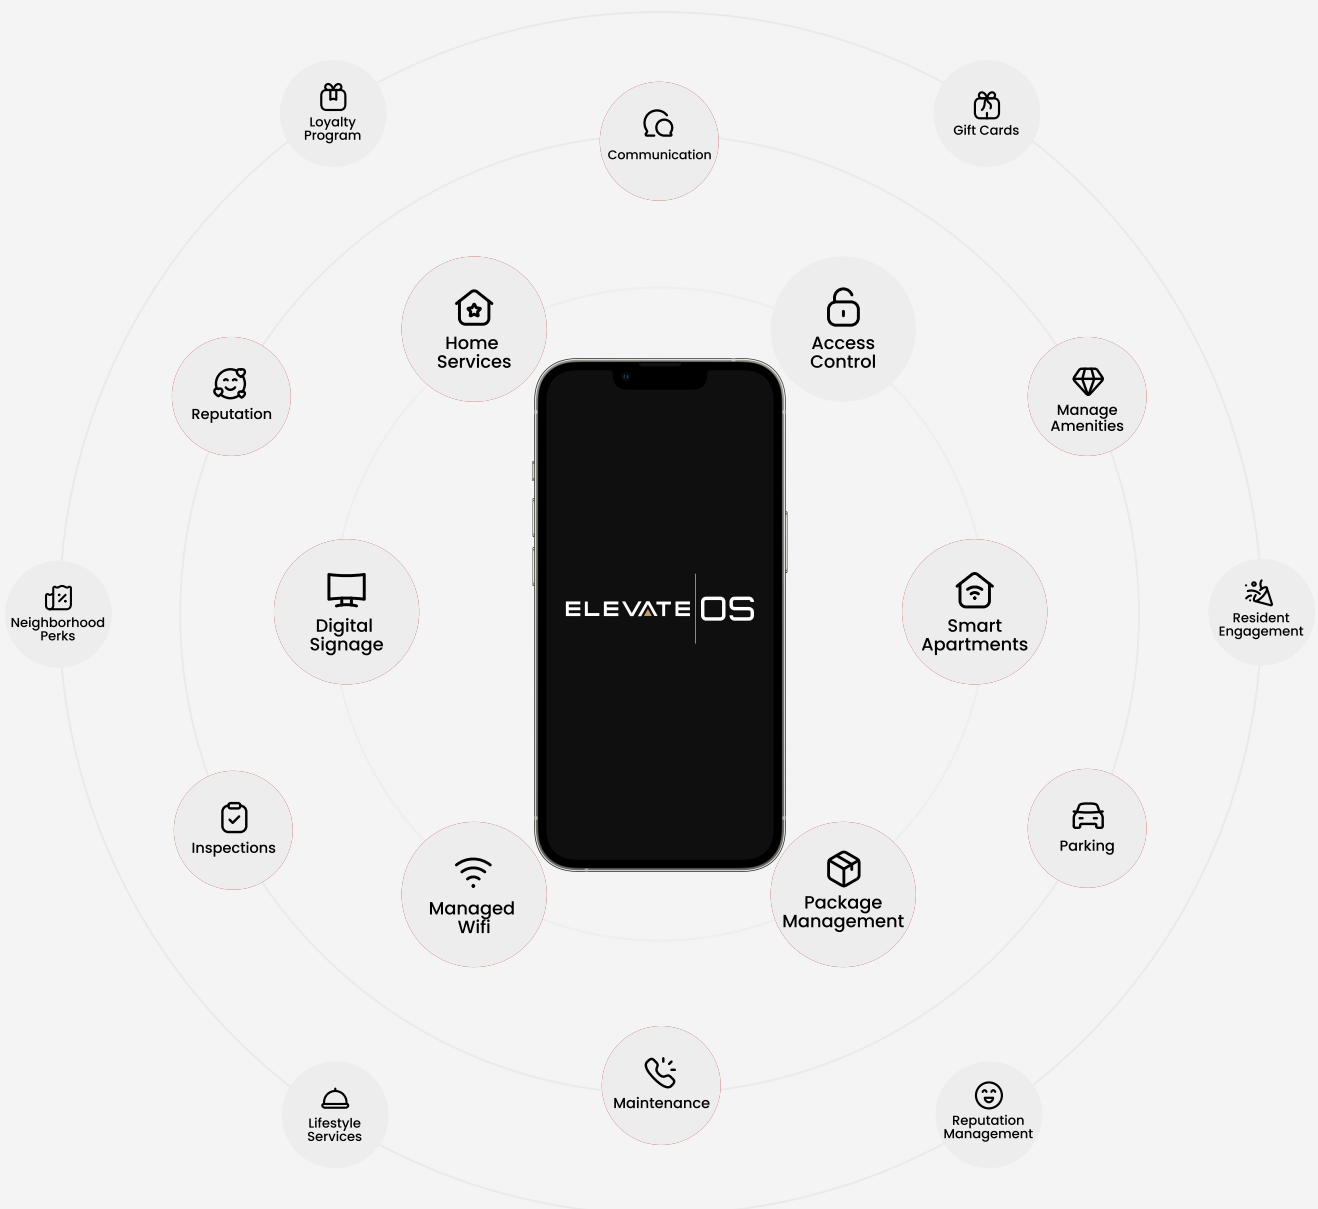 Loyalty
Program
Communication
Gift Cards
Home
Services
Access
Control
Reputation
Manage
Amenities
Neighborhood
Perks
Digital
Signage
ELEVATE OS
Smart
Apartments
Resident
Engagement
Inspections
Managed
Wifi
Package
Management
Parking
Lifestyle
Services
Maintenance
Reputation
Management